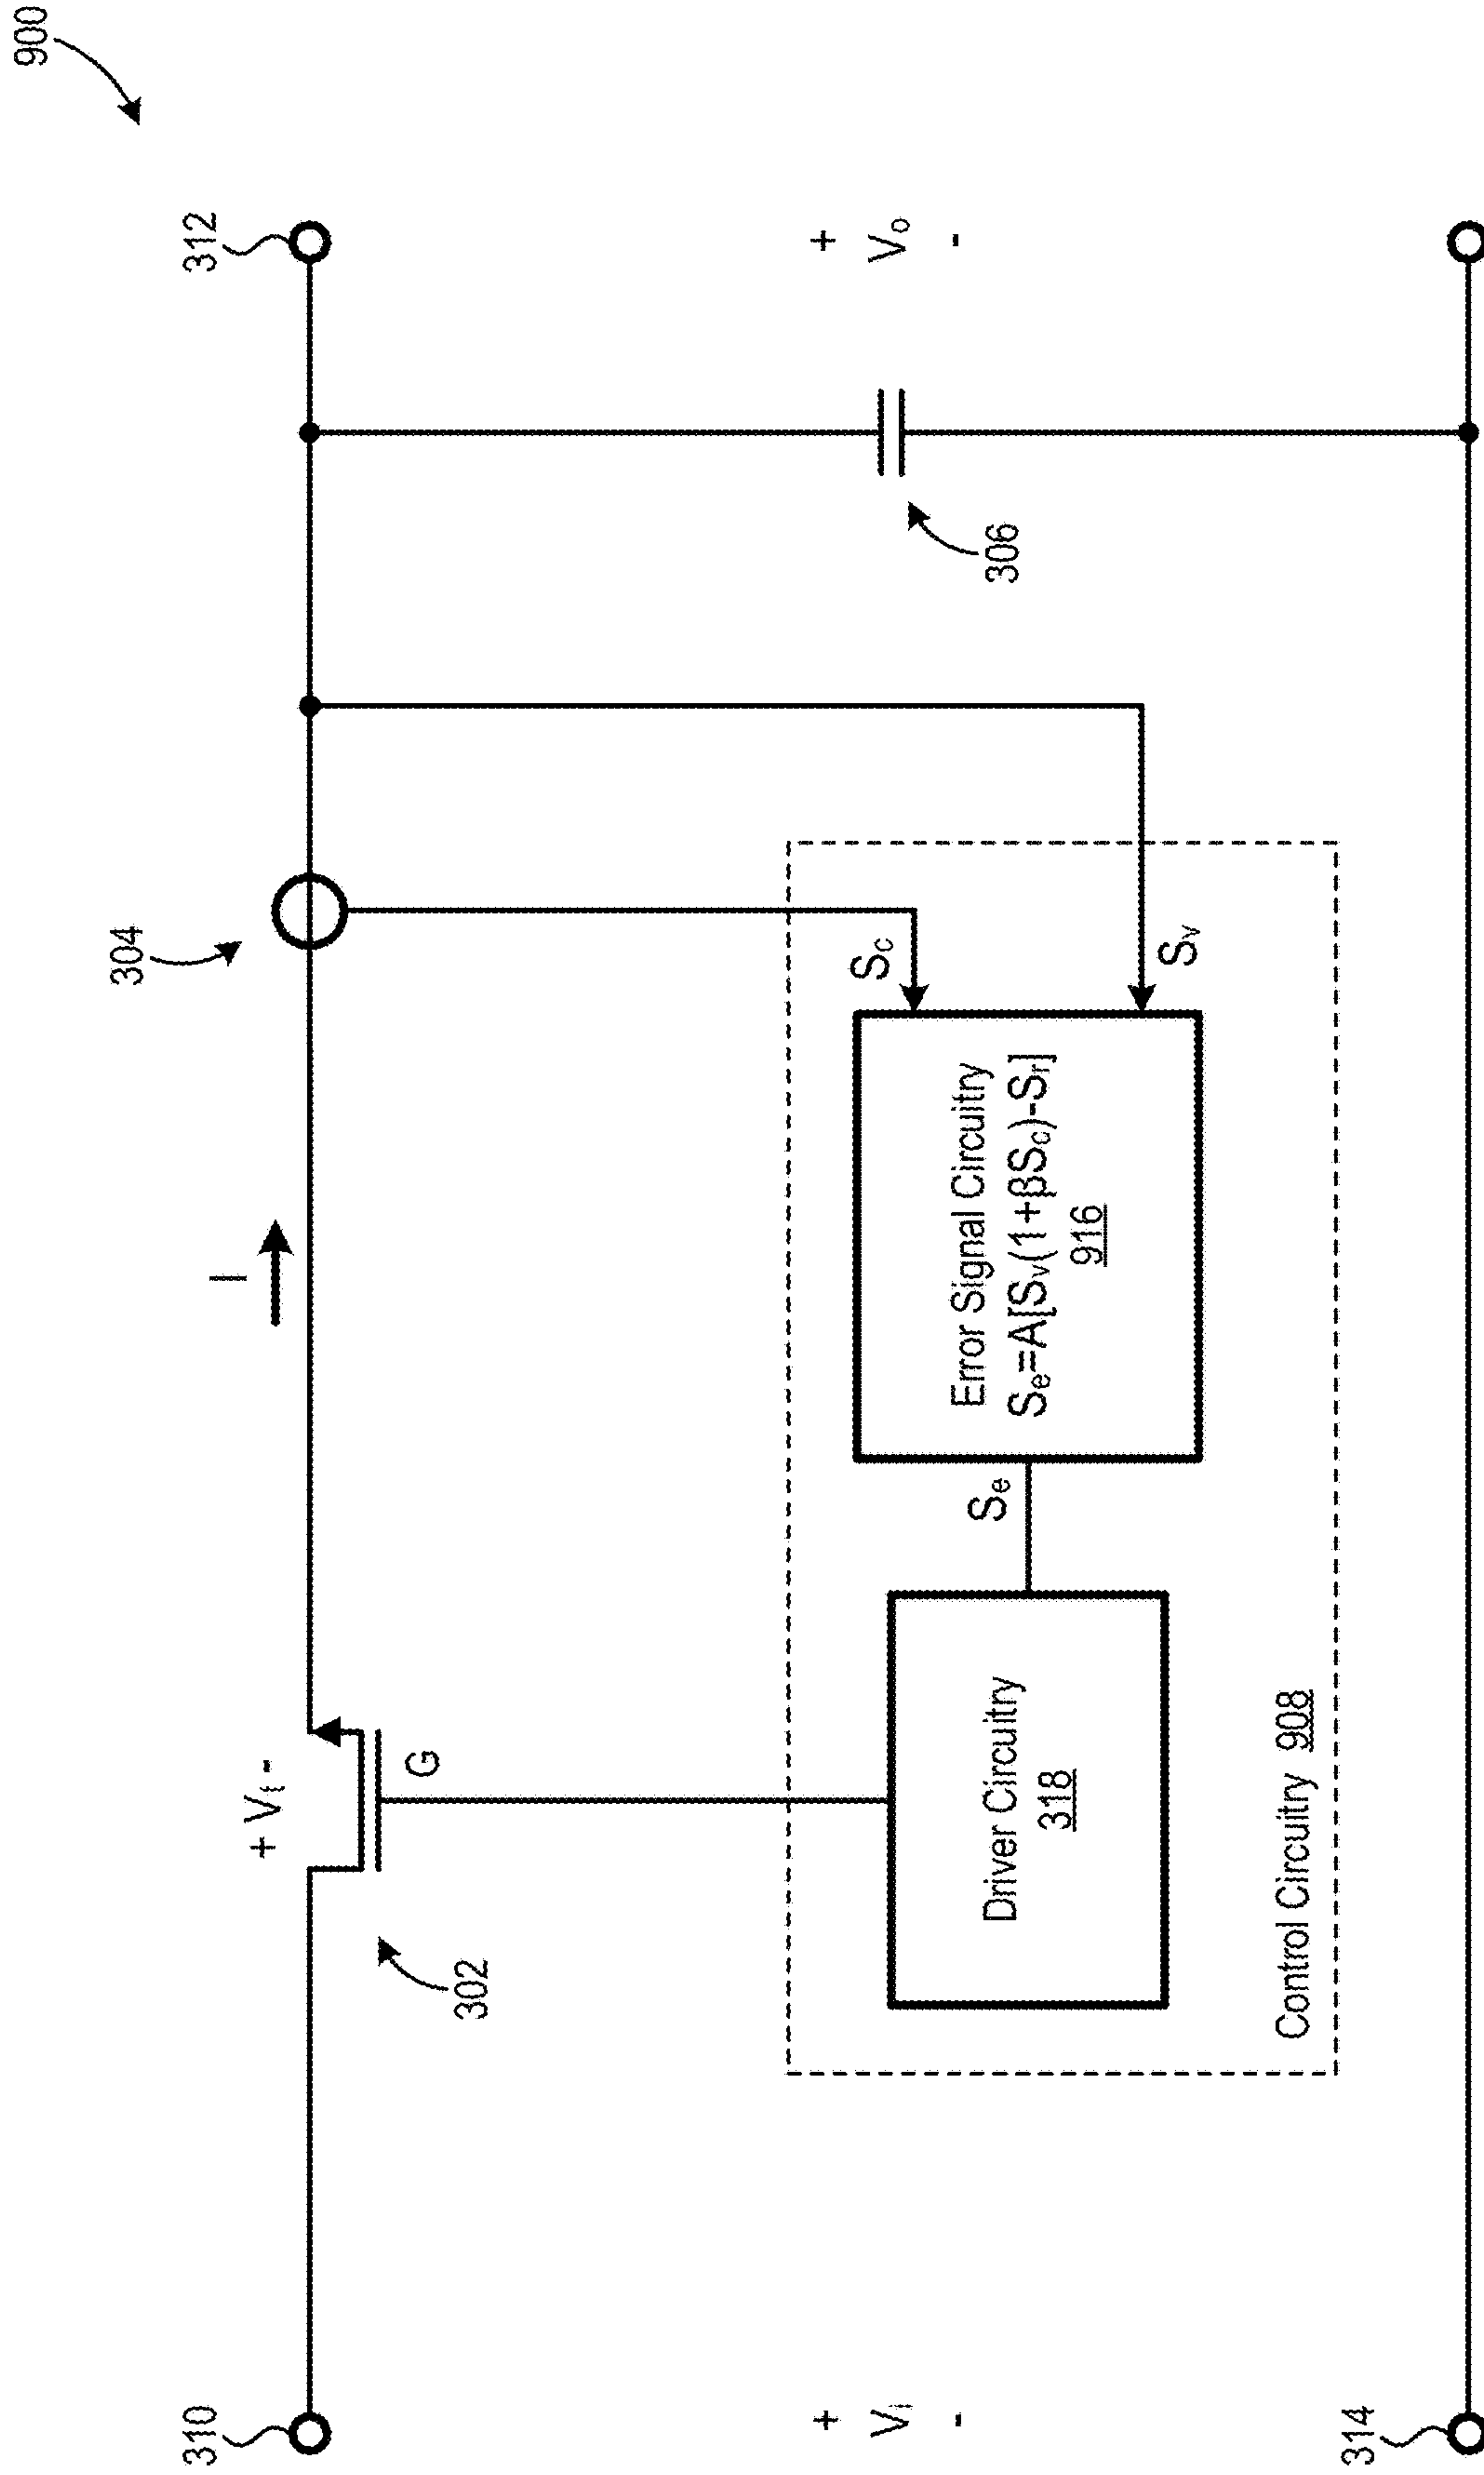 900
310
+ Vt -
I
304
312
302
G
Sc
Sv
+
Vi
-
Driver Circuitry
318
Se
Error Signal Circuitry
Se=A[Sv(1+βSc)-Sr]
916
306
+
Vo
-
Control Circuitry 908
314